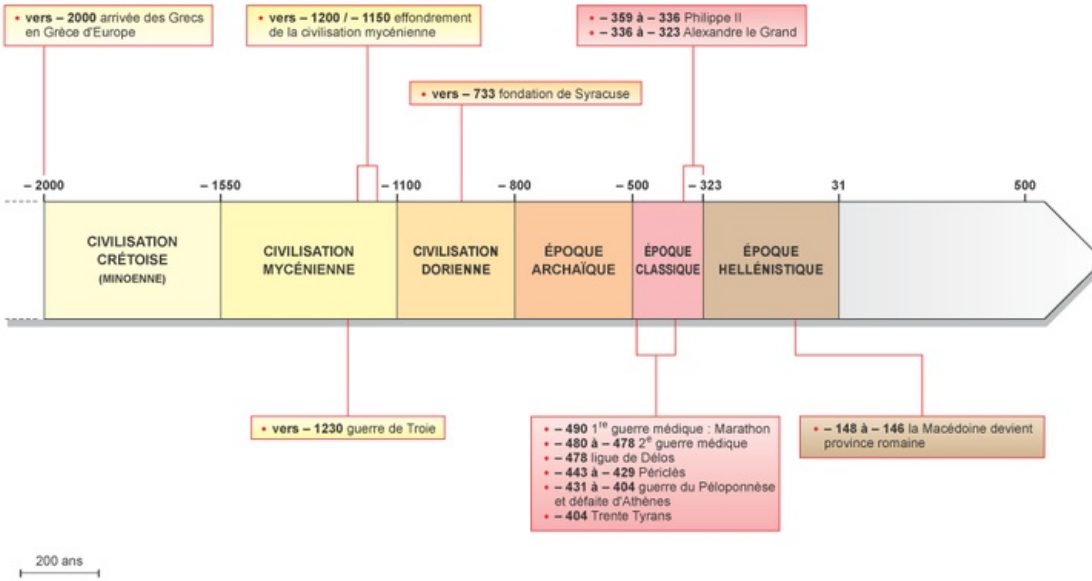 • vers – 2000 arrivée des Grecs
en Grèce d'Europe
• vers – 1200 / – 1150 effondrement
de la civilisation mycénienne
• – 359 à – 336 Philippe II
• – 336 à – 323 Alexandre le Grand
• vers – 733 fondation de Syracuse
– 2000
– 1550
– 1100
– 800
– 500
– 323
31
500
CIVILISATION
CRÉTOISE
(MINOENNE)
CIVILISATION
MYCÉNIENNE
CIVILISATION
DORIENNE
ÉPOQUE
ARCHAÏQUE
ÉPOQUE
CLASSIQUE
ÉPOQUE
HELLÉNISTIQUE
• vers – 1230 guerre de Troie
• – 490 1re guerre médique : Marathon
• – 480 à – 478 2e guerre médique
• – 478 ligue de Délos
• – 443 à – 429 Périclès
• – 431 à – 404 guerre du Péloponnèse
et défaite d'Athènes
• – 404 Trente Tyrans
• – 148 à – 146 la Macédoine devient
province romaine
200 ans